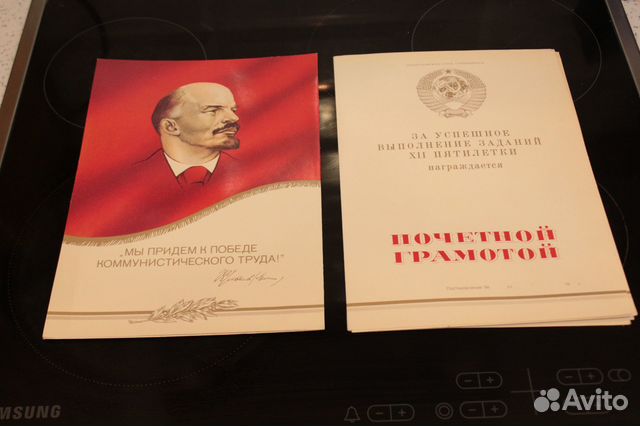 „МЫ ПРИДЕМ К ПОБЕДЕ
КОММУНИСТИЧЕСКОГО ТРУДА!"
ЗА УСПЕШНОЕ
ВЫПОЛНЕНИЕ ЗАДАНИЙ
XII ПЯТИЛЕТКИ
награждается
ПОЧЕТНОЙ
ГРАМОТОЙ
SAMSUNG
Avito